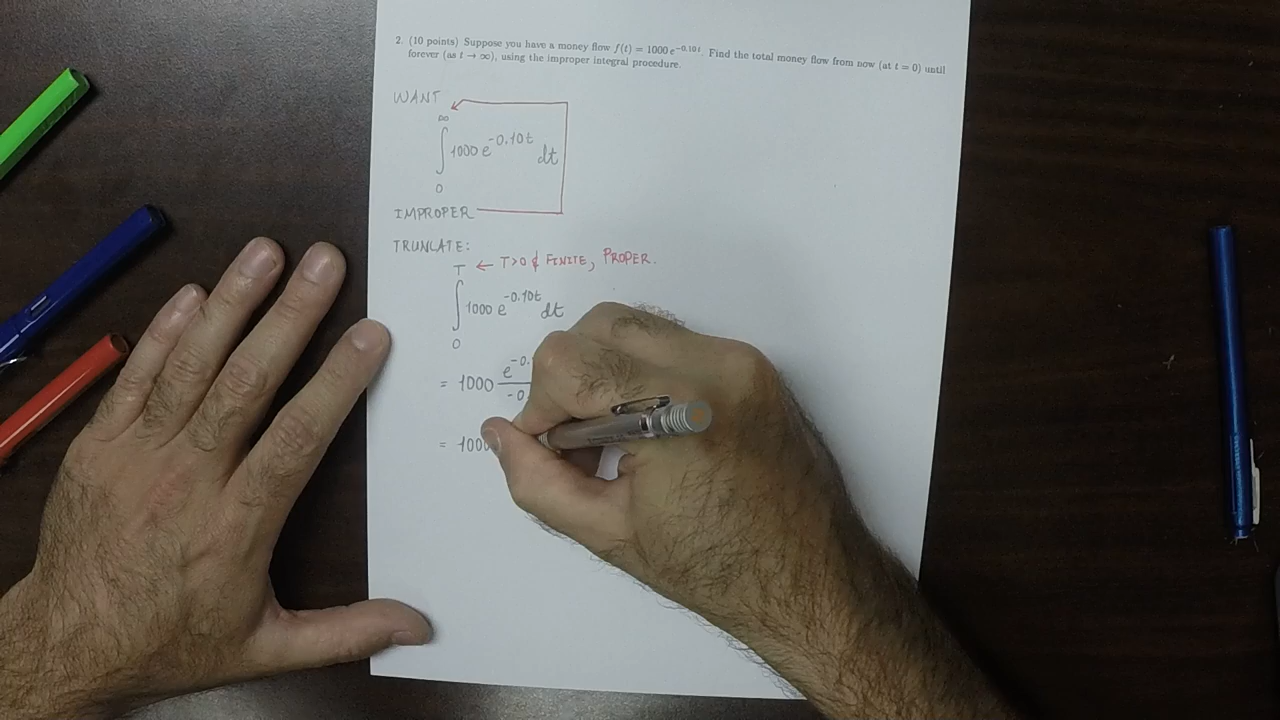 2. (10 points) Suppose you have a money flow f(t) = 1000 e^{-0.10t}. Find the total money flow from now (at t = 0) until
forever (as t → ∞), using the improper integral procedure.
WANT
∫_0^∞ 1000 e^{-0.10t} dt
IMPROPER
TRUNCATE:
T ← T>0 & FINITE, PROPER.
∫_0^T 1000 e^{-0.10t} dt
= 1000 e^{-0. / -0.
= 1000